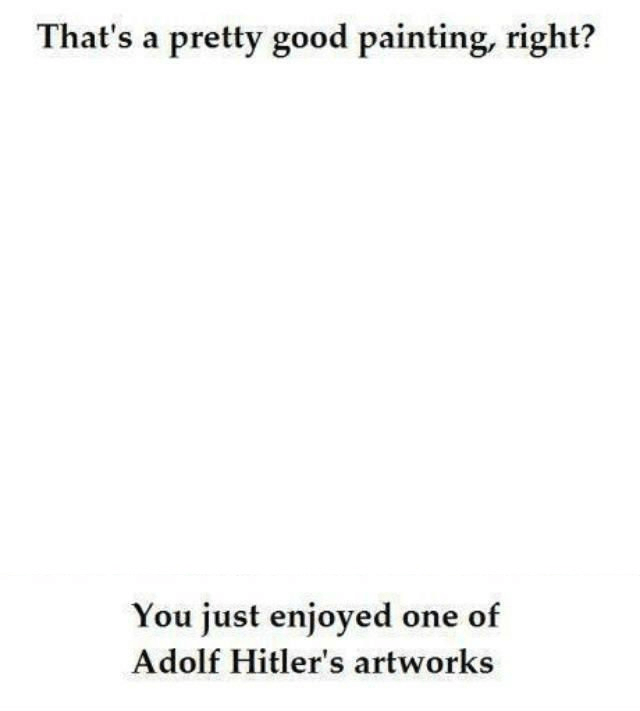 That's a pretty good painting, right?
You just enjoyed one of
Adolf Hitler's artworks